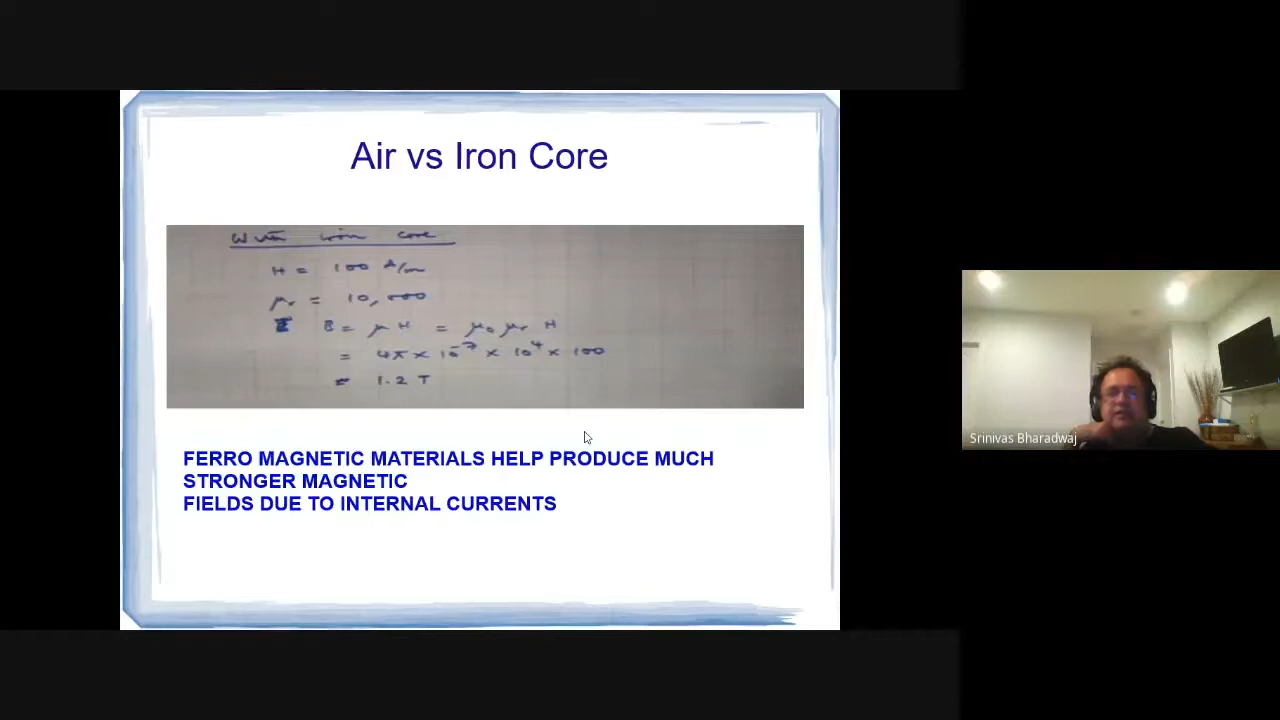 Air vs Iron Core
With iron core
H = 100 A/m
μr = 10,000
B = μ H = μ0 μr H
= 4π × 10⁻⁷ × 10⁴ × 100
= 1.2 T
FERRO MAGNETIC MATERIALS HELP PRODUCE MUCH
STRONGER MAGNETIC
FIELDS DUE TO INTERNAL CURRENTS
Srinivas Bharadwaj